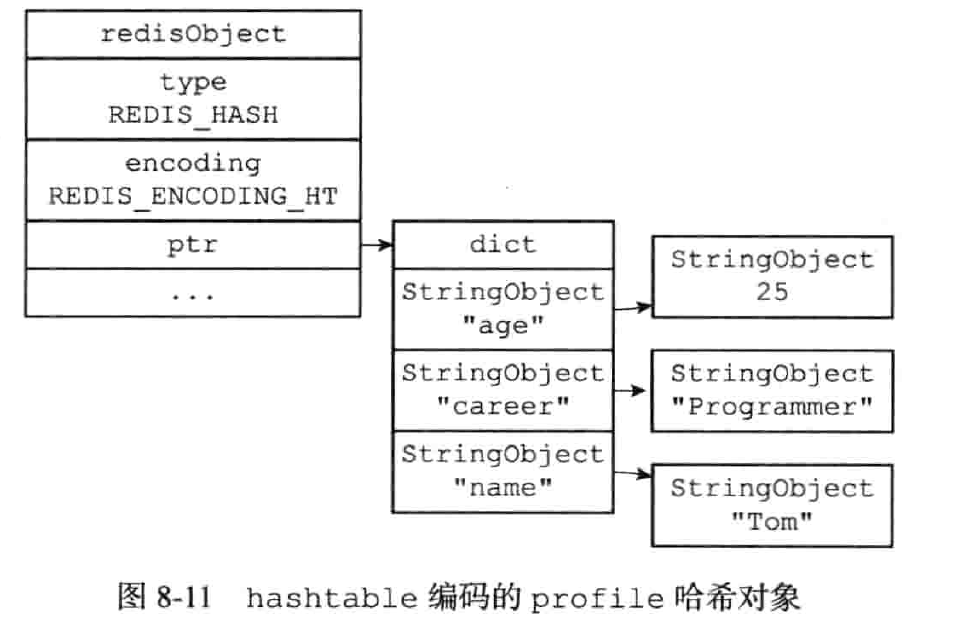 redisObject
type
REDIS_HASH
encoding
REDIS_ENCODING_HT
ptr
...
dict
StringObject
"age"
StringObject
"career"
StringObject
"name"
StringObject
25
StringObject
"Programmer"
StringObject
"Tom"
图 8-11 hashtable 编码的 profile 哈希对象